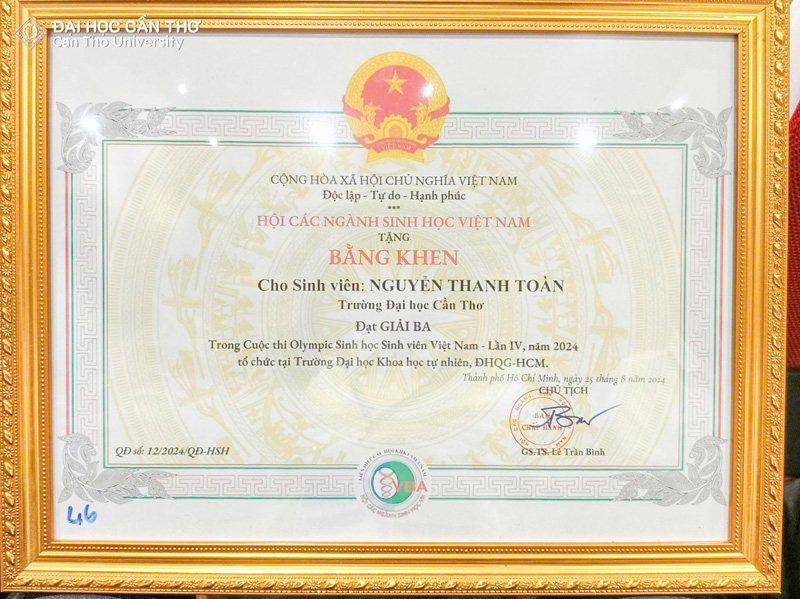 ĐẠI HỌC CẦN THƠ
Can Tho University
VIỆT NAM
CỘNG HÒA XÃ HỘI CHỦ NGHĨA VIỆT NAM
Độc lập - Tự do - Hạnh phúc
***
HỘI CÁC NGÀNH SINH HỌC VIỆT NAM
TẶNG
BẰNG KHEN
Cho Sinh viên: NGUYỄN THANH TOÀN
Trường Đại học Cần Thơ
Đạt GIẢI BA
Trong Cuộc thi Olympic Sinh học Sinh viên Việt Nam - Lần IV, năm 2024
tổ chức tại Trường Đại học Khoa học tự nhiên, ĐHQG-HCM.
Thành phố Hồ Chí Minh, ngày 25 tháng 8 năm 2024
CHỦ TỊCH
BAN
CHẤP HÀNH
QĐ số: 12/2024/QĐ-HSH
GS.TS. Lê Trần Bình
VBA
46